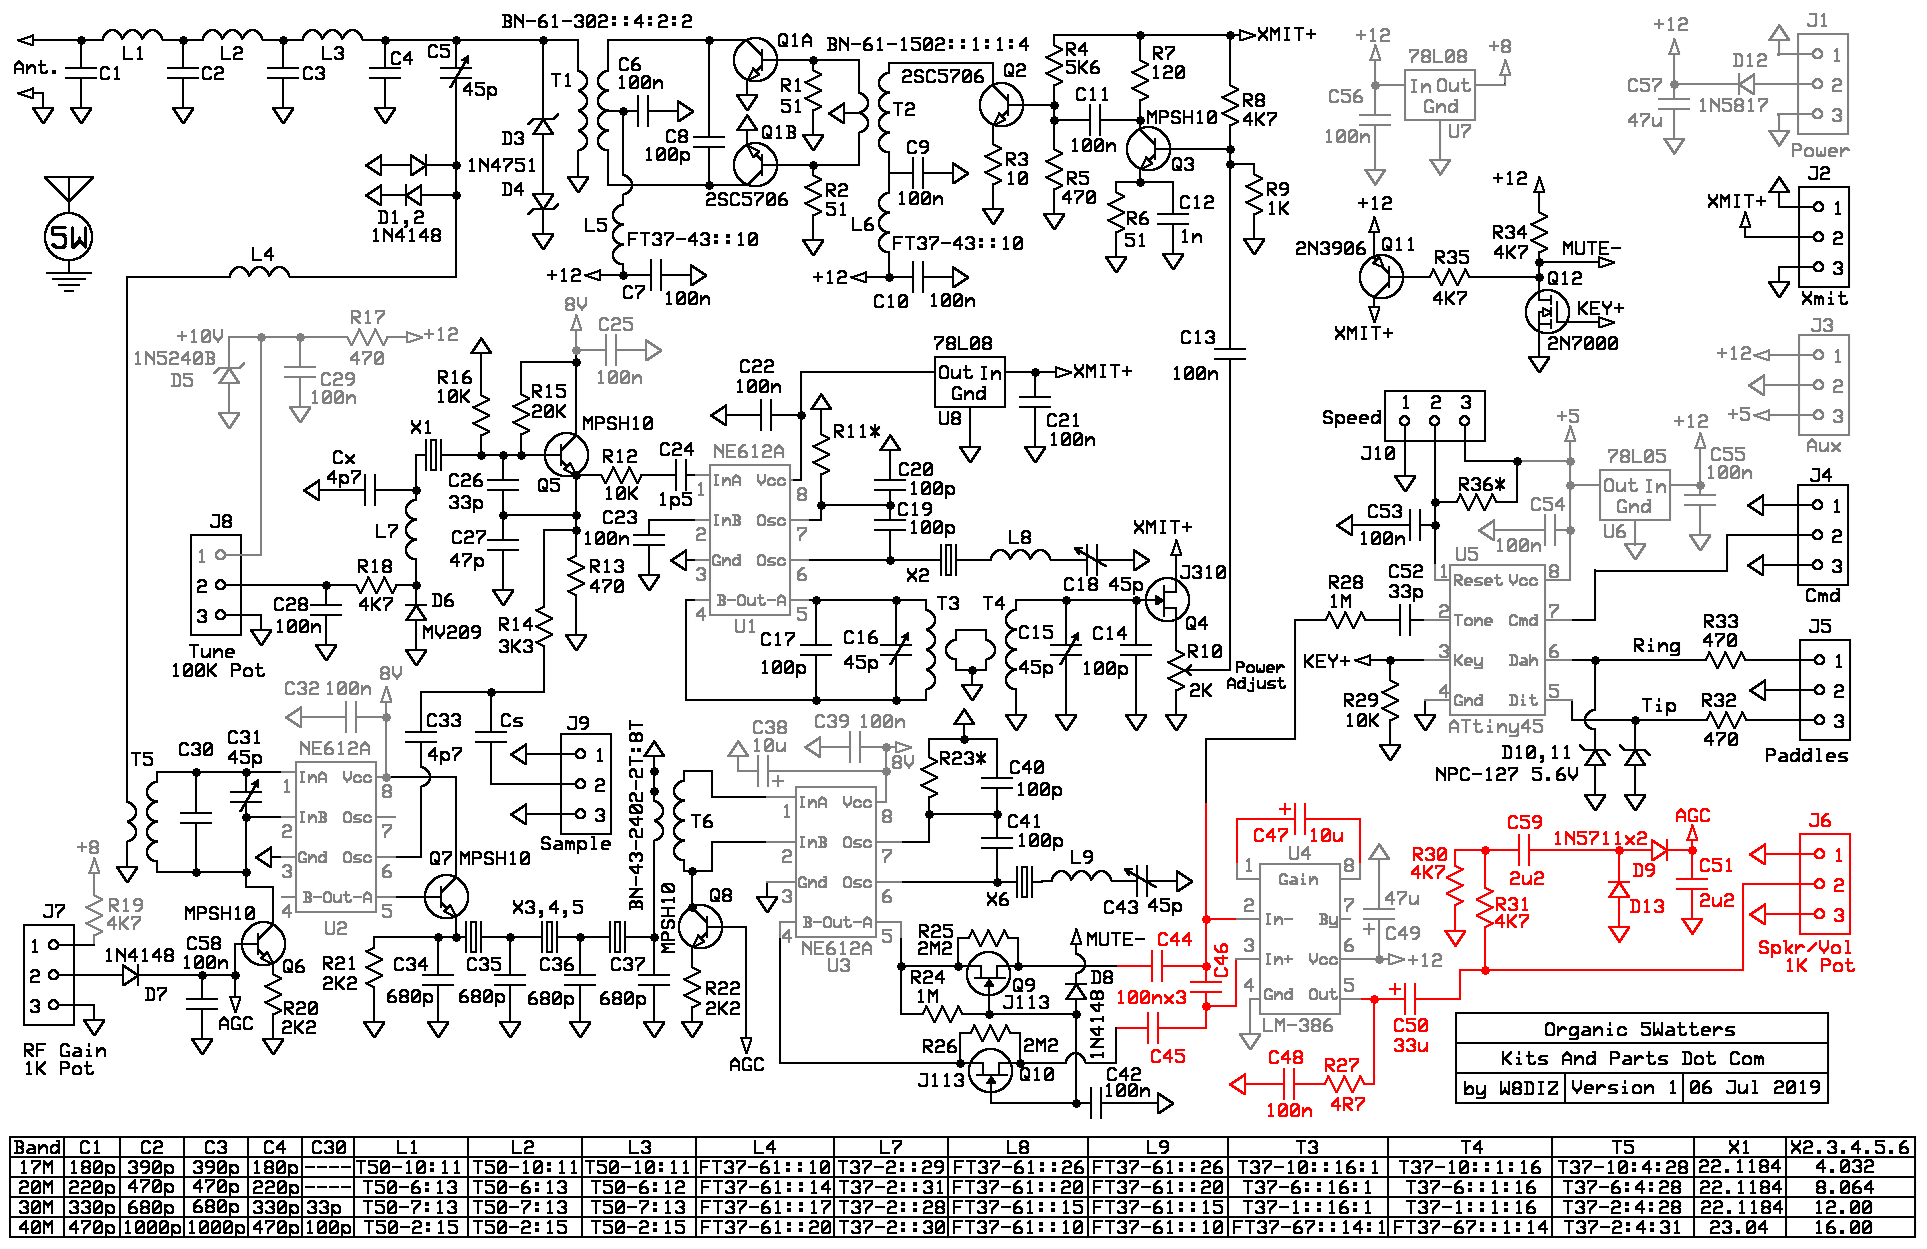 BN-61-302::4:2:2
BN-61-1502::1:1:4
Ant.
L1
L2
L3
C1
C2
C3
C4
C5
45p
T1
C6
100n
C8
100p
Q1A
Q1B
2SC5706
R1
51
R2
51
T2
2SC5706
Q2
R3
10
R4
5K6
R5
470
C9
100n
L6
C11
100n
R7
120
MPSH10
Q3
R6
51
C12
1n
XMIT+
R8
4K7
R9
1K
D3
1N4751
D4
D1,2
1N4148
5W
L4
L5
FT37-43::10
+12
C7
100n
FT37-43::10
+12
C10
100n
C13
100n
+12
C56
100n
78L08
In Out
Gnd
U7
+8
+12
C57
47u
D12
1N5817
J1
1
2
3
Power
J2
XMIT+
1
2
3
Xmit
+12
2N3906
Q11
XMIT+
R35
4K7
+12
R34
4K7
MUTE-
Q12
KEY+
2N7000
J3
+12
+5
1
2
3
Aux
+10V
1N5240B
D5
C29
100n
R17
470
+12
R16
10K
R15
20K
8V
C25
100n
MPSH10
Q5
X1
Cx
4p7
L7
C26
33p
C27
47p
R12
10K
C24
1p5
C23
100n
R13
470
R14
3K3
J8
1
2
3
Tune
100K Pot
C28
100n
R18
4K7
D6
MV209
C22
100n
78L08
Out In
Gnd
U8
XMIT+
C21
100n
NE612A
InA Vcc
InB Osc
Gnd Osc
B-Out-A
1
2
3
4
8
7
6
5
U1
R11*
C20
100p
C19
100p
X2
L8
C18
45p
XMIT+
J310
Q4
R10
2K
Power
Adjust
C17
100p
C16
45p
T3
T4
C15
45p
C14
100p
Speed
1 2 3
J10
R36*
+5
78L05
Out In
Gnd
U6
+12
C55
100n
C53
100n
C54
100n
U5
Reset Vcc
Tone Cmd
Key Dah
Gnd Dit
1
2
3
4
8
7
6
5
ATtiny45
J4
1
2
3
Cmd
R28
1M
C52
33p
KEY+
R29
10K
Ring
R33
470
Tip
R32
470
D10,11
NPC-127 5.6V
J5
1
2
3
Paddles
C32
100n
8V
C33
4p7
Cs
J9
1
2
3
Sample
T5
C30
C31
45p
NE612A
InA Vcc
InB Osc
Gnd Osc
B-Out-A
1
2
3
4
8
7
6
5
U2
Q7
MPSH10
+8
R19
4K7
J7
1
2
3
RF Gain
1K Pot
1N4148
D7
C58
100n
AGC
MPSH10
Q6
R20
2K2
R21
2K2
C34
680p
X3,4,5
C35
680p
C36
680p
C37
680p
BN-43-2402-2T:8T
T6
MPSH10
Q8
R22
2K2
AGC
C38
10u
+
C39
100n
8V
NE612A
InA Vcc
InB Osc
Gnd Osc
B-Out-A
1
2
3
4
8
7
6
5
U3
R23*
C40
100p
C41
100p
X6
L9
C43
45p
R25
2M2
R24
1M
Q9
J113
R26
2M2
J113
Q10
MUTE-
D8
1N4148
C42
100n
C44
100nx3
C45
C46
+
C47
10u
U4
Gain
In- By
In+ Vcc
Gnd Out
1
2
3
4
8
7
6
5
LM-386
47u
+
C49
+12
C48
100n
R27
4R7
+
C50
33u
R30
4K7
R31
4K7
C59
2u2
1N5711x2
D9
D13
AGC
C51
2u2
J6
1
2
3
Spkr/Vol
1K Pot
Organic 5Watters
Kits And Parts Dot Com
by W8DIZ Version 1 06 Jul 2019
Band C1 C2 C3 C4 C30 L1 L2 L3 L4 L7 L8 L9 T3 T4 T5 X1 X2.3.4.5.6
17M 180p 390p 390p 180p ---- T50-10:11 T50-10:11 T50-10:11 FT37-61::10 T37-2::29 FT37-61::26 FT37-61::26 T37-10::16:1 T37-10::1:16 T37-10:4:28 22.1184 4.032
20M 220p 470p 470p 220p ---- T50-6:13 T50-6:13 T50-6:12 FT37-61::14 T37-2::31 FT37-61::20 FT37-61::20 T37-6::16:1 T37-6::1:16 T37-6:4:28 22.1184 8.064
30M 330p 680p 680p 330p 33p T50-7:13 T50-7:13 T50-7:13 FT37-61::17 T37-2::28 FT37-61::15 FT37-61::15 T37-1::16:1 T37-1::1:16 T37-2:4:28 22.1184 12.00
40M 470p 1000p 1000p 470p 100p T50-2:15 T50-2:15 T50-2:15 FT37-61::20 T37-2::30 FT37-61::10 FT37-61::10 FT37-67::14:1 FT37-67::1:14 T37-2:4:31 23.04 16.00